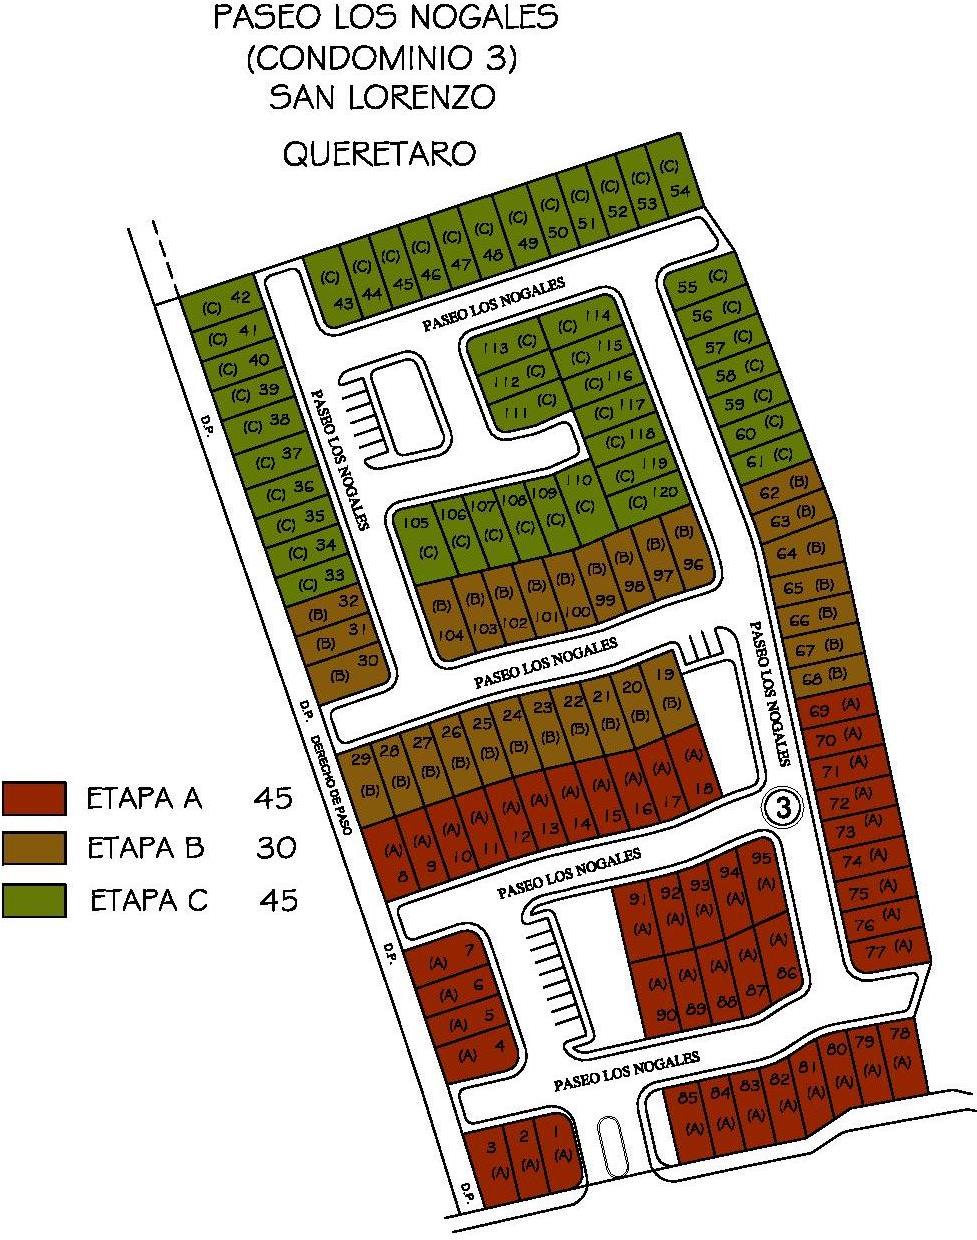 PASEO LOS NOGALES
(CONDOMINIO 3)
SAN LORENZO
QUERETARO
(C) 43
(C) 44
(C) 45
(C) 46
(C) 47
(C) 48
(C) 49
(C) 50
(C) 51
(C) 52
(C) 53
(C) 54
PASEO LOS NOGALES
(C) 42
(C) 41
(C) 40
(C) 39
(C) 38
(C) 37
(C) 36
(C) 35
(C) 34
(C) 33
(B) 32
(B) 31
(B) 30
D.P.
PASEO LOS NOGALES
113 (C)
112 (C)
111 (C)
(C) 114
(C) 115
(C) 116
(C) 117
(C) 118
(C) 119
(C) 120
55 (C)
56 (C)
57 (C)
58 (C)
59 (C)
60 (C)
61 (C)
62 (B)
63 (B)
64 (B)
65 (B)
66 (B)
67 (B)
68 (B)
69 (A)
70 (A)
71 (A)
72 (A)
73 (A)
74 (A)
75 (A)
76 (A)
77 (A)
105 (C)
106 (C)
107 (C)
108 (C)
109 (C)
110 (C)
(B) 104
(B) 103
(B) 102
(B) 101
(B) 100
(B) 99
(B) 98
(B) 97
(B) 96
PASEO LOS NOGALES
PASEO LOS NOGALES
D.P.
DERECHO DE PASO
29 (B)
28 (B)
27 (B)
26 (B)
25 (B)
24 (B)
23 (B)
22 (B)
21 (B)
20 (B)
19 (B)
(A) 8
(A) 9
(A) 10
(A) 11
(A) 12
(A) 13
(A) 14
(A) 15
(A) 16
(A) 17
(A) 18
3
ETAPA A 45
ETAPA B 30
ETAPA C 45
PASEO LOS NOGALES
91 (A)
92 (A)
93 (A)
94 (A)
95 (A)
(A) 90
(A) 89
(A) 88
(A) 87
(A) 86
D.P.
(A) 7
(A) 6
(A) 5
(A) 4
PASEO LOS NOGALES
85 (A)
84 (A)
83 (A)
82 (A)
81 (A)
80 (A)
79 (A)
78 (A)
3 (A)
2 (A)
1 (A)
D.P.